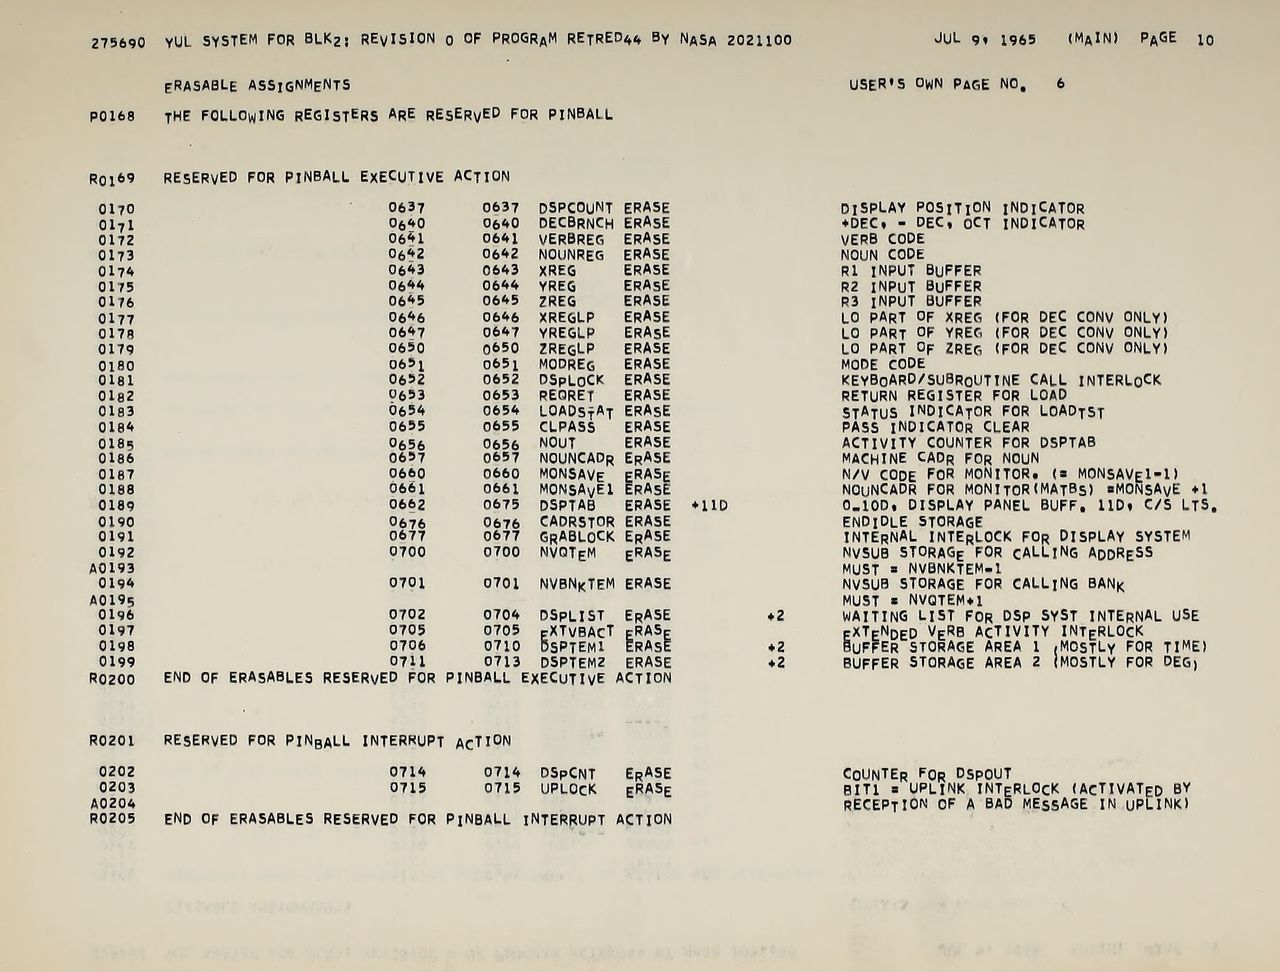 275690 YUL SYSTEM FOR BLK2: REVISION 0 OF PROGRAM RETRED44 BY NASA 2021100 JUL 9, 1965 (MAIN) PAGE 10
ERASABLE ASSIGNMENTS USER'S OWN PAGE NO. 6
P0168 THE FOLLOWING REGISTERS ARE RESERVED FOR PINBALL
R0169 RESERVED FOR PINBALL EXECUTIVE ACTION
0170 0637 0637 DSPCOUNT ERASE DISPLAY POSITION INDICATOR
0171 0640 0640 DECBRNCH ERASE +DEC, - DEC, OCT INDICATOR
0172 0641 0641 VERBREG ERASE VERB CODE
0173 0642 0642 NOUNREG ERASE NOUN CODE
0174 0643 0643 XREG ERASE R1 INPUT BUFFER
0175 0644 0644 YREG ERASE R2 INPUT BUFFER
0176 0645 0645 ZREG ERASE R3 INPUT BUFFER
0177 0646 0646 XREGLP ERASE LO PART OF XREG (FOR DEC CONV ONLY)
0178 0647 0647 YREGLP ERASE LO PART OF YREG (FOR DEC CONV ONLY)
0179 0650 0650 ZREGLP ERASE LO PART OF ZREG (FOR DEC CONV ONLY)
0180 0651 0651 MODREG ERASE MODE CODE
0181 0652 0652 DSPLOCK ERASE KEYBOARD/SUBROUTINE CALL INTERLOCK
0182 0653 0653 REQRET ERASE RETURN REGISTER FOR LOAD
0183 0654 0654 LOADSTAT ERASE STATUS INDICATOR FOR LOADTST
0184 0655 0655 CLPASS ERASE PASS INDICATOR CLEAR
0185 0656 0656 NOUT ERASE ACTIVITY COUNTER FOR DSPTAB
0186 0657 0657 NOUNCADR ERASE MACHINE CADR FOR NOUN
0187 0660 0660 MONSAVE ERASE N/V CODE FOR MONITOR. (= MONSAVE1-1)
0188 0661 0661 MONSAVE1 ERASE NOUNCADR FOR MONITOR(MATBS) =MONSAVE +1
0189 0662 0675 DSPTAB ERASE +11D 0-10D, DISPLAY PANEL BUFF. 11D, C/S LTS.
0190 0676 0676 CADRSTOR ERASE ENDIDLE STORAGE
0191 0677 0677 GRABLOCK ERASE INTERNAL INTERLOCK FOR DISPLAY SYSTEM
0192 0700 0700 NVQTEM ERASE NVSUB STORAGE FOR CALLING ADDRESS
A0193 MUST = NVBNKTEM-1
0194 0701 0701 NVBNKTEM ERASE NVSUB STORAGE FOR CALLING BANK
A0195 MUST = NVQTEM+1
0196 0702 0704 DSPLIST ERASE +2 WAITING LIST FOR DSP SYST INTERNAL USE
0197 0705 0705 EXTVBACT ERASE EXTENDED VERB ACTIVITY INTERLOCK
0198 0706 0710 DSPTEM1 ERASE +2 BUFFER STORAGE AREA 1 (MOSTLY FOR TIME)
0199 0711 0713 DSPTEM2 ERASE +2 BUFFER STORAGE AREA 2 (MOSTLY FOR DEG)
R0200 END OF ERASABLES RESERVED FOR PINBALL EXECUTIVE ACTION
R0201 RESERVED FOR PINBALL INTERRUPT ACTION
0202 0714 0714 DSPCNT ERASE COUNTER FOR DSPOUT
0203 0715 0715 UPLOCK ERASE BIT1 = UPLINK INTERLOCK (ACTIVATED BY
A0204 RECEPTION OF A BAD MESSAGE IN UPLINK)
R0205 END OF ERASABLES RESERVED FOR PINBALL INTERRUPT ACTION